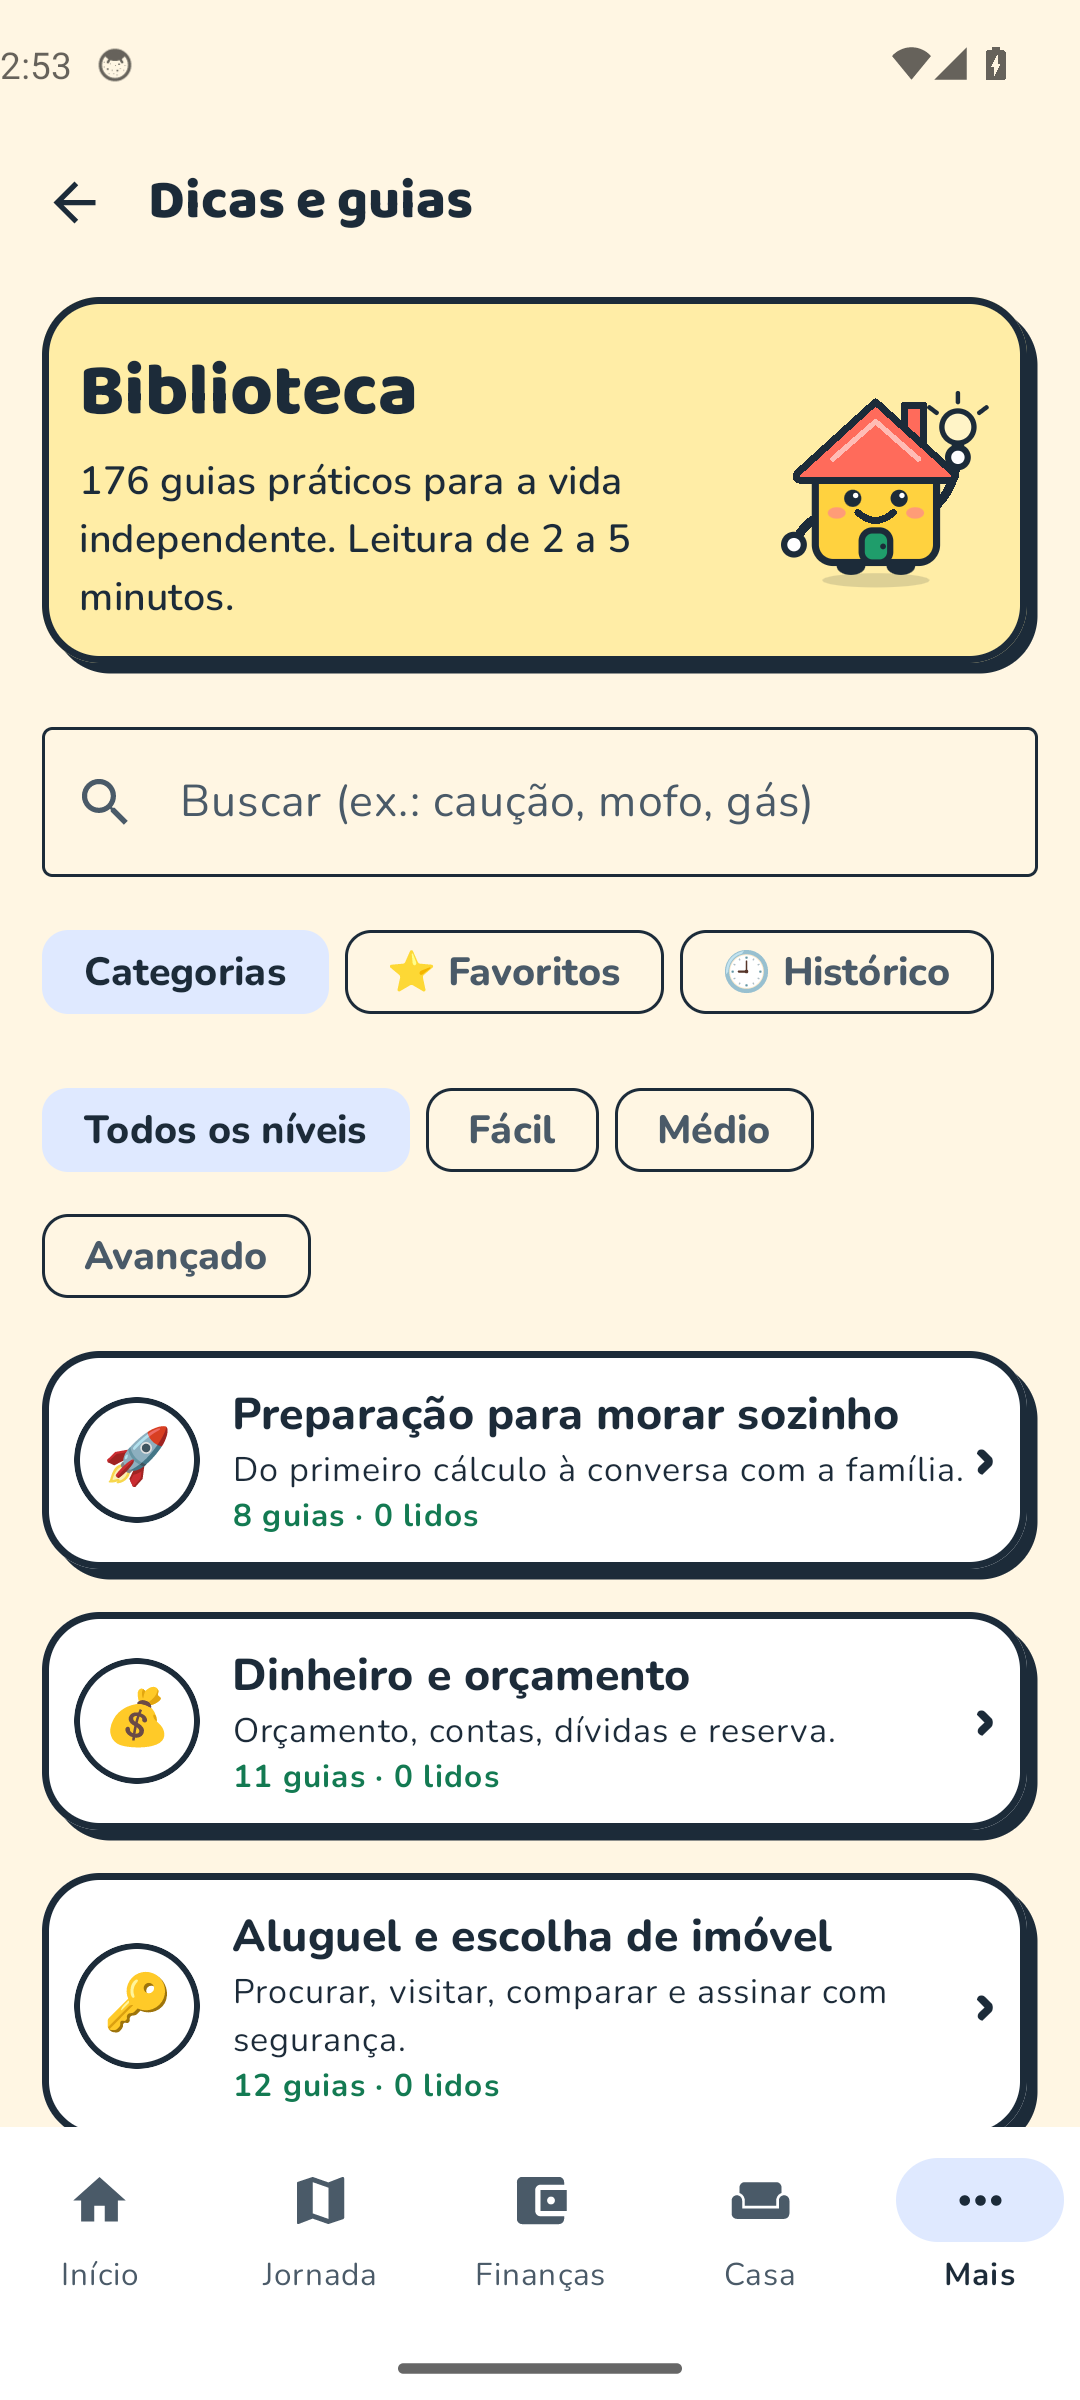 2:53
Dicas e guias
Biblioteca
176 guias práticos para a vida
independente. Leitura de 2 a 5
minutos.
Buscar (ex.: caução, mofo, gás)
Categorias
⭐ Favoritos
🕘 Histórico
Todos os níveis
Fácil
Médio
Avançado
Preparação para morar sozinho
Do primeiro cálculo à conversa com a família.
8 guias · 0 lidos
Dinheiro e orçamento
Orçamento, contas, dívidas e reserva.
11 guias · 0 lidos
Aluguel e escolha de imóvel
Procurar, visitar, comparar e assinar com
segurança.
12 guias · 0 lidos
Início
Jornada
Finanças
Casa
Mais